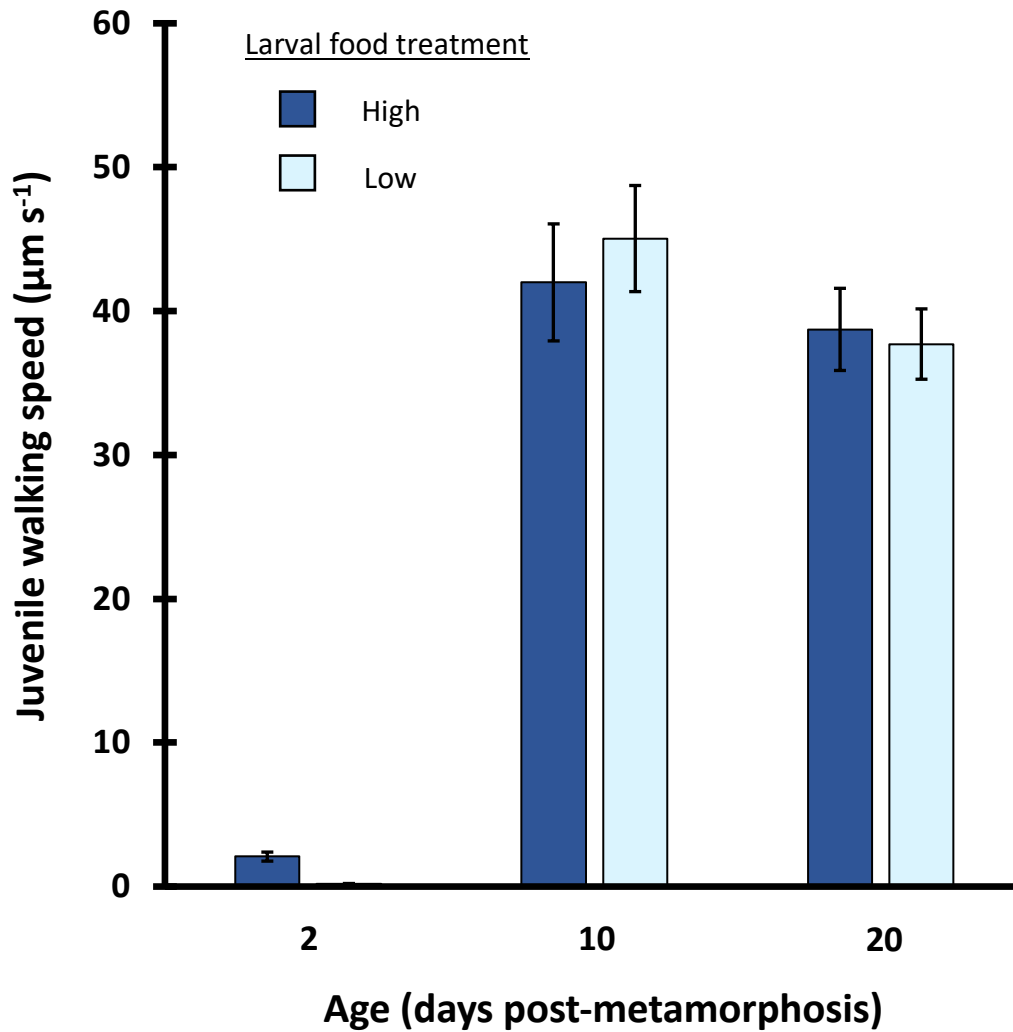 Larval food treatment
High
Low
Juvenile walking speed (µm s-1)
60
50
40
30
20
10
0
2
10
20
Age (days post-metamorphosis)